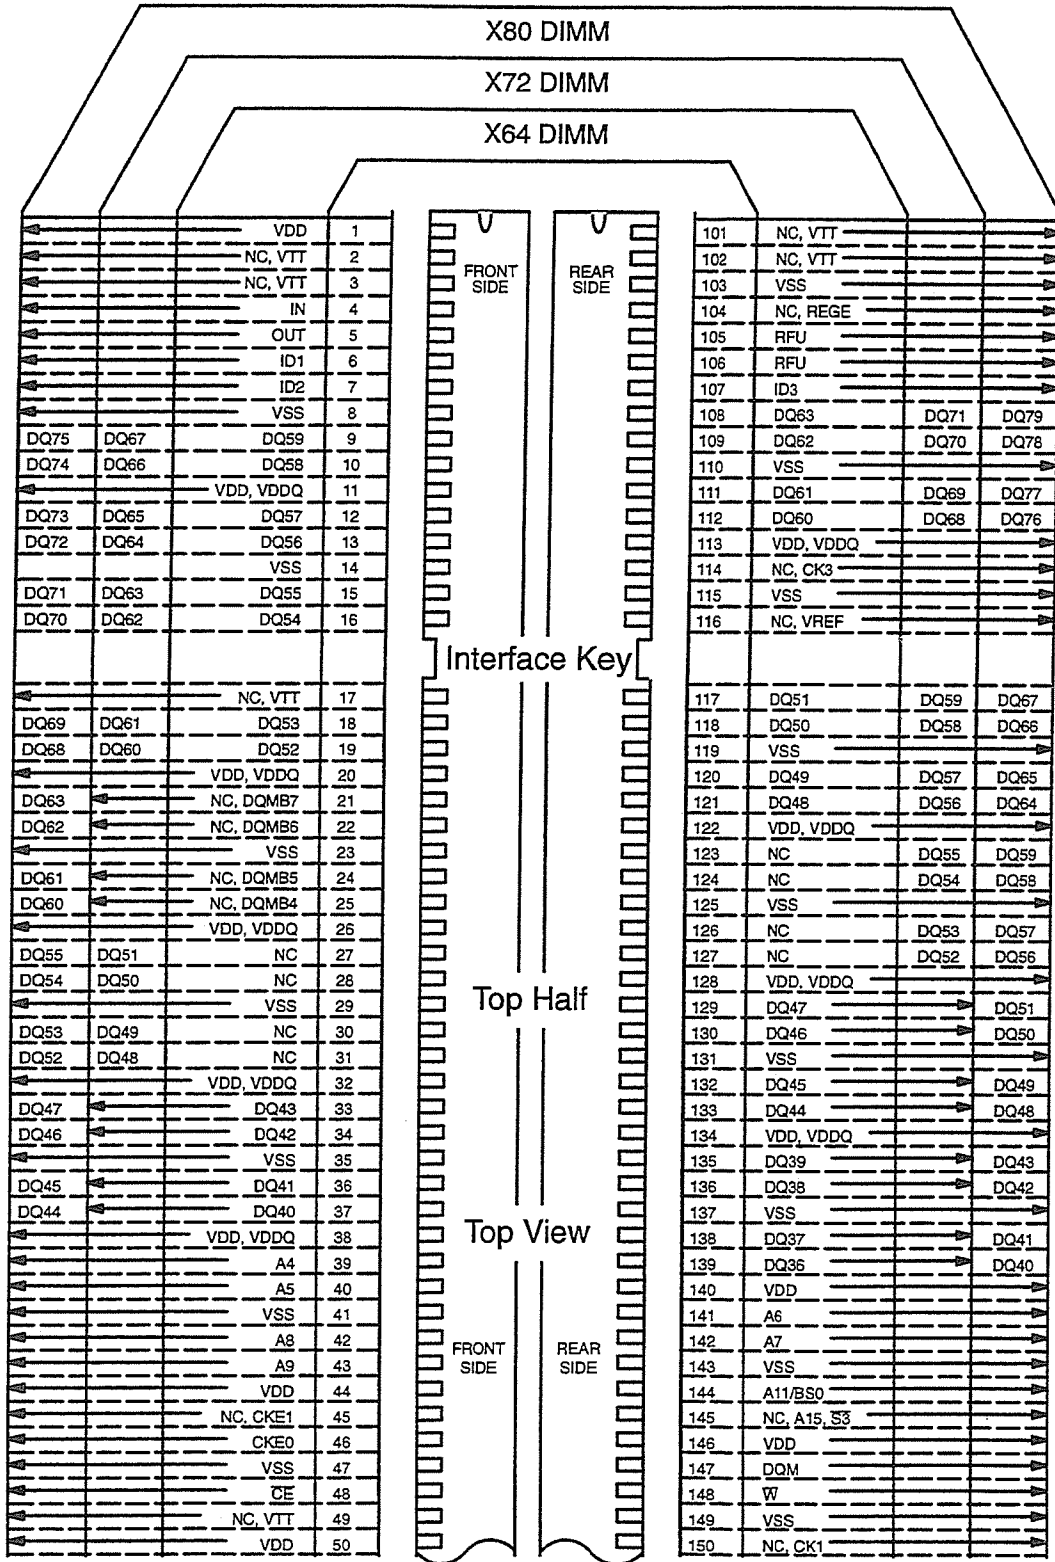 X80 DIMM
X72 DIMM
X64 DIMM
FRONT SIDE REAR SIDE
VDD 1 101 NC, VTT
NC, VTT 2 102 NC, VTT
NC, VTT 3 103 VSS
IN 4 104 NC, REGE
OUT 5 105 RFU
ID1 6 106 RFU
ID2 7 107 ID3
VSS 8 108 DQ63 DQ71 DQ79
DQ75 DQ67 DQ59 9 109 DQ62 DQ70 DQ78
DQ74 DQ66 DQ58 10 110 VSS
VDD, VDDQ 11 111 DQ61 DQ69 DQ77
DQ73 DQ65 DQ57 12 112 DQ60 DQ68 DQ76
DQ72 DQ64 DQ56 13 113 VDD, VDDQ
VSS 14 114 NC, CK3
DQ71 DQ63 DQ55 15 115 VSS
DQ70 DQ62 DQ54 16 116 NC, VREF
Interface Key
NC, VTT 17 117 DQ51 DQ59 DQ67
DQ69 DQ61 DQ53 18 118 DQ50 DQ58 DQ66
DQ68 DQ60 DQ52 19 119 VSS
VDD, VDDQ 20 120 DQ49 DQ57 DQ65
DQ63 NC, DQMB7 21 121 DQ48 DQ56 DQ64
DQ62 NC, DQMB6 22 122 VDD, VDDQ
VSS 23 123 NC DQ55 DQ59
DQ61 NC, DQMB5 24 124 NC DQ54 DQ58
DQ60 NC, DQMB4 25 125 VSS
VDD, VDDQ 26 126 NC DQ53 DQ57
DQ55 DQ51 NC 27 127 NC DQ52 DQ56
DQ54 DQ50 NC 28 128 VDD, VDDQ
Top Half
VSS 29 129 DQ47 DQ51
DQ53 DQ49 NC 30 130 DQ46 DQ50
DQ52 DQ48 NC 31 131 VSS
VDD, VDDQ 32 132 DQ45 DQ49
DQ47 DQ43 33 133 DQ44 DQ48
DQ46 DQ42 34 134 VDD, VDDQ
VSS 35 135 DQ39 DQ43
DQ45 DQ41 36 136 DQ38 DQ42
DQ44 DQ40 37 137 VSS
Top View
VDD, VDDQ 38 138 DQ37 DQ41
A4 39 139 DQ36 DQ40
A5 40 140 VDD
VSS 41 141 A6
A8 42 142 A7
FRONT SIDE REAR SIDE
A9 43 143 VSS
VDD 44 144 A11/BS0
NC, CKE1 45 145 NC, A15, S̅3̅
CKE0 46 146 VDD
VSS 47 147 DQM
C̅E̅ 48 148 W̅
NC, VTT 49 149 VSS
VDD 50 150 NC, CK1